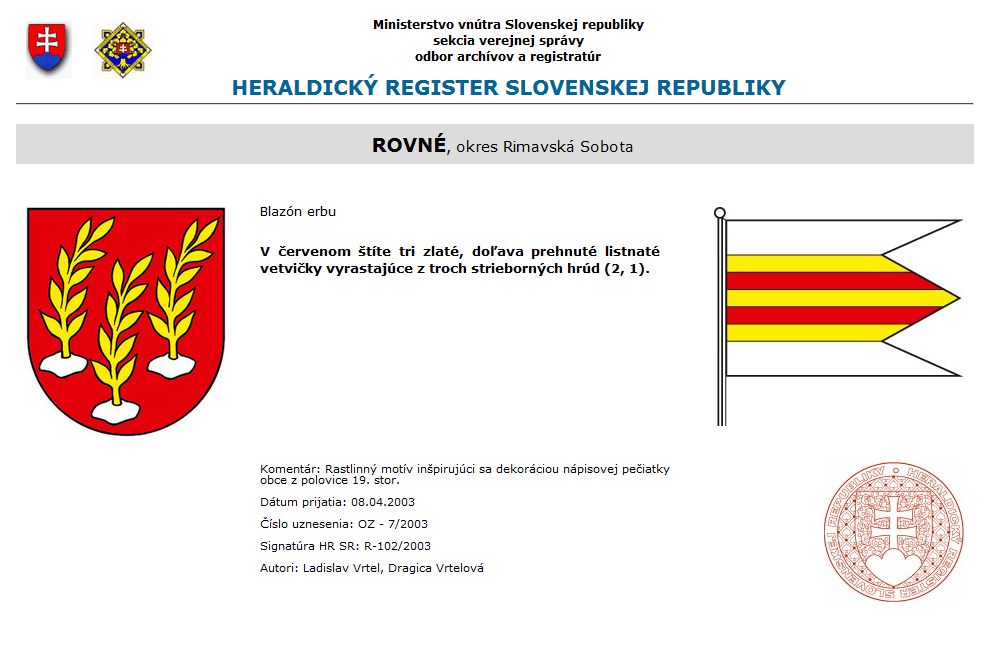 Ministerstvo vnútra Slovenskej republiky
sekcia verejnej správy
odbor archívov a registratúr
HERALDICKÝ REGISTER SLOVENSKEJ REPUBLIKY
ROVNÉ, okres Rimavská Sobota
Blazón erbu
V červenom štíte tri zlaté, doľava prehnuté listnaté
vetvičky vyrastajúce z troch strieborných hrúd (2, 1).
Komentár: Rastlinný motív inšpirujúci sa dekoráciou nápisovej pečiatky
obce z polovice 19. stor.
Dátum prijatia: 08.04.2003
Číslo uznesenia: OZ - 7/2003
Signatúra HR SR: R-102/2003
Autori: Ladislav Vrtel, Dragica Vrtelová
HERALDICKÝ REGISTER SLOVENSKEJ REPUBLIKY